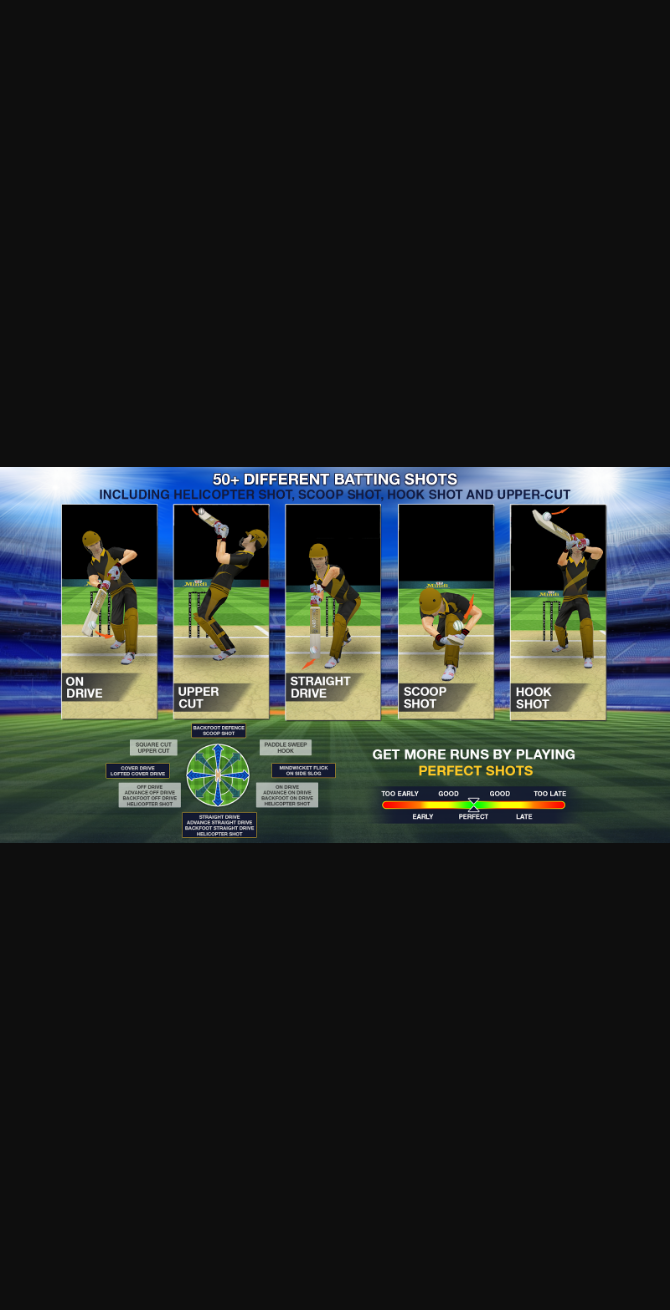 50+ DIFFERENT BATTING SHOTS
INCLUDING HELICOPTER SHOT, SCOOP SHOT, HOOK SHOT AND UPPER-CUT
ON
DRIVE
UPPER
CUT
STRAIGHT
DRIVE
SCOOP
SHOT
HOOK
SHOT
BACKFOOT DEFENCE
SCOOP SHOT
SQUARE CUT
UPPER CUT
PADDLE SWEEP
HOOK
COVER DRIVE
LOFTED COVER DRIVE
MINDWICKET FLICK
ON SIDE SLOG
OFF DRIVE
ADVANCE OFF DRIVE
BACKFOOT OFF DRIVE
HELICOPTER SHOT
ON DRIVE
ADVANCE ON DRIVE
BACKFOOT ON DRIVE
HELICOPTER SHOT
STRAIGHT DRIVE
ADVANCE STRAIGHT DRIVE
BACKFOOT STRAIGHT DRIVE
HELICOPTER SHOT
GET MORE RUNS BY PLAYING
PERFECT SHOTS
TOO EARLY GOOD GOOD TOO LATE
EARLY PERFECT LATE